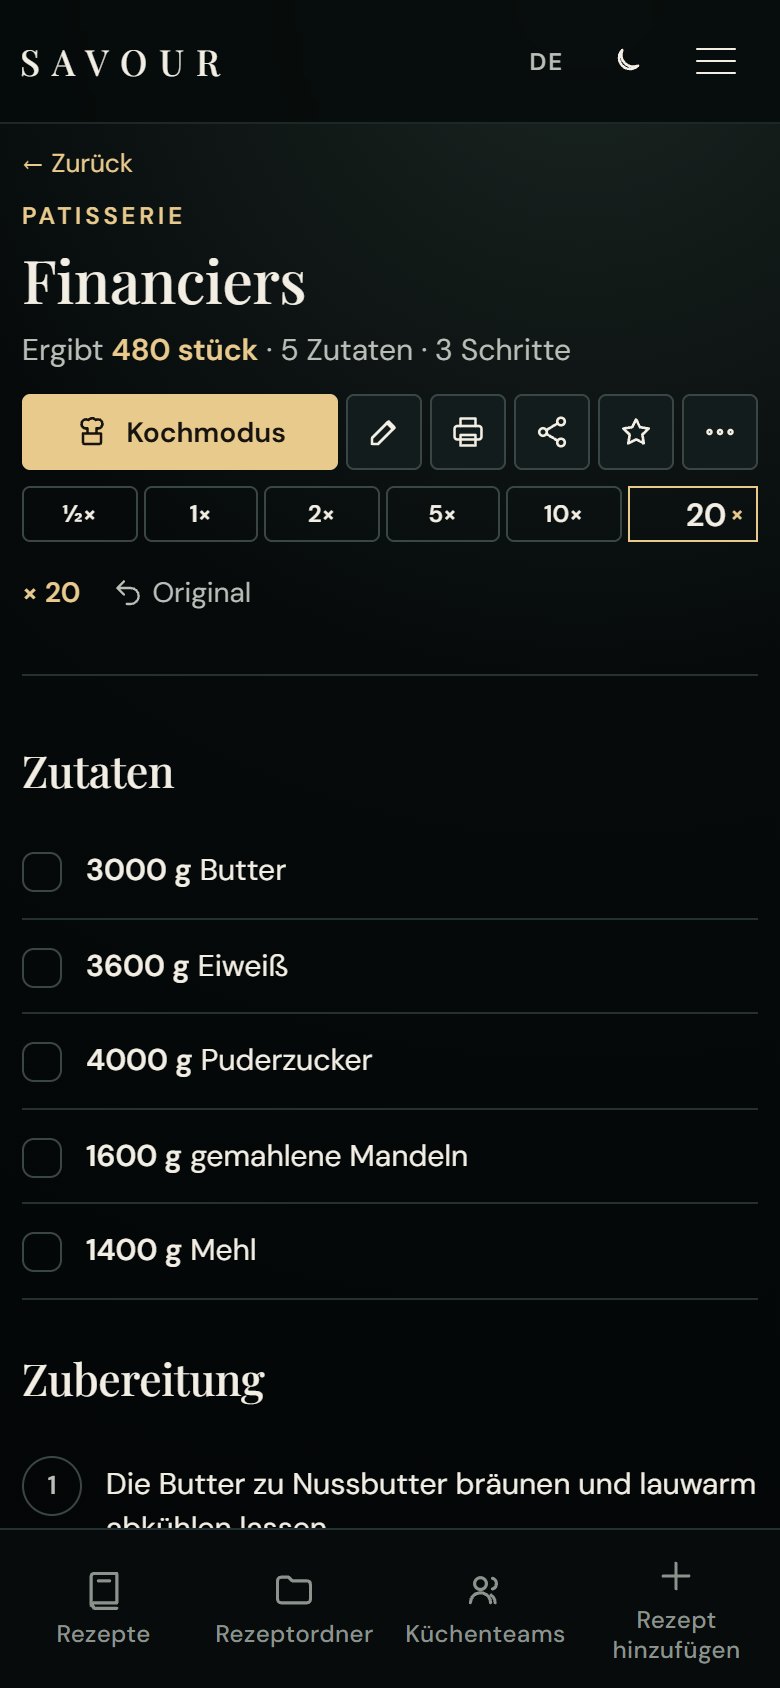 SAVOUR
DE
← Zurück
PATISSERIE
Financiers
Ergibt 480 stück · 5 Zutaten · 3 Schritte
Kochmodus
½× 1× 2× 5× 10× 20 ×
× 20 Original
Zutaten
3000 g Butter
3600 g Eiweiß
4000 g Puderzucker
1600 g gemahlene Mandeln
1400 g Mehl
Zubereitung
1 Die Butter zu Nussbutter bräunen und lauwarm
abkühlen lassen
Rezepte
Rezeptordner
Küchenteams
Rezept
hinzufügen